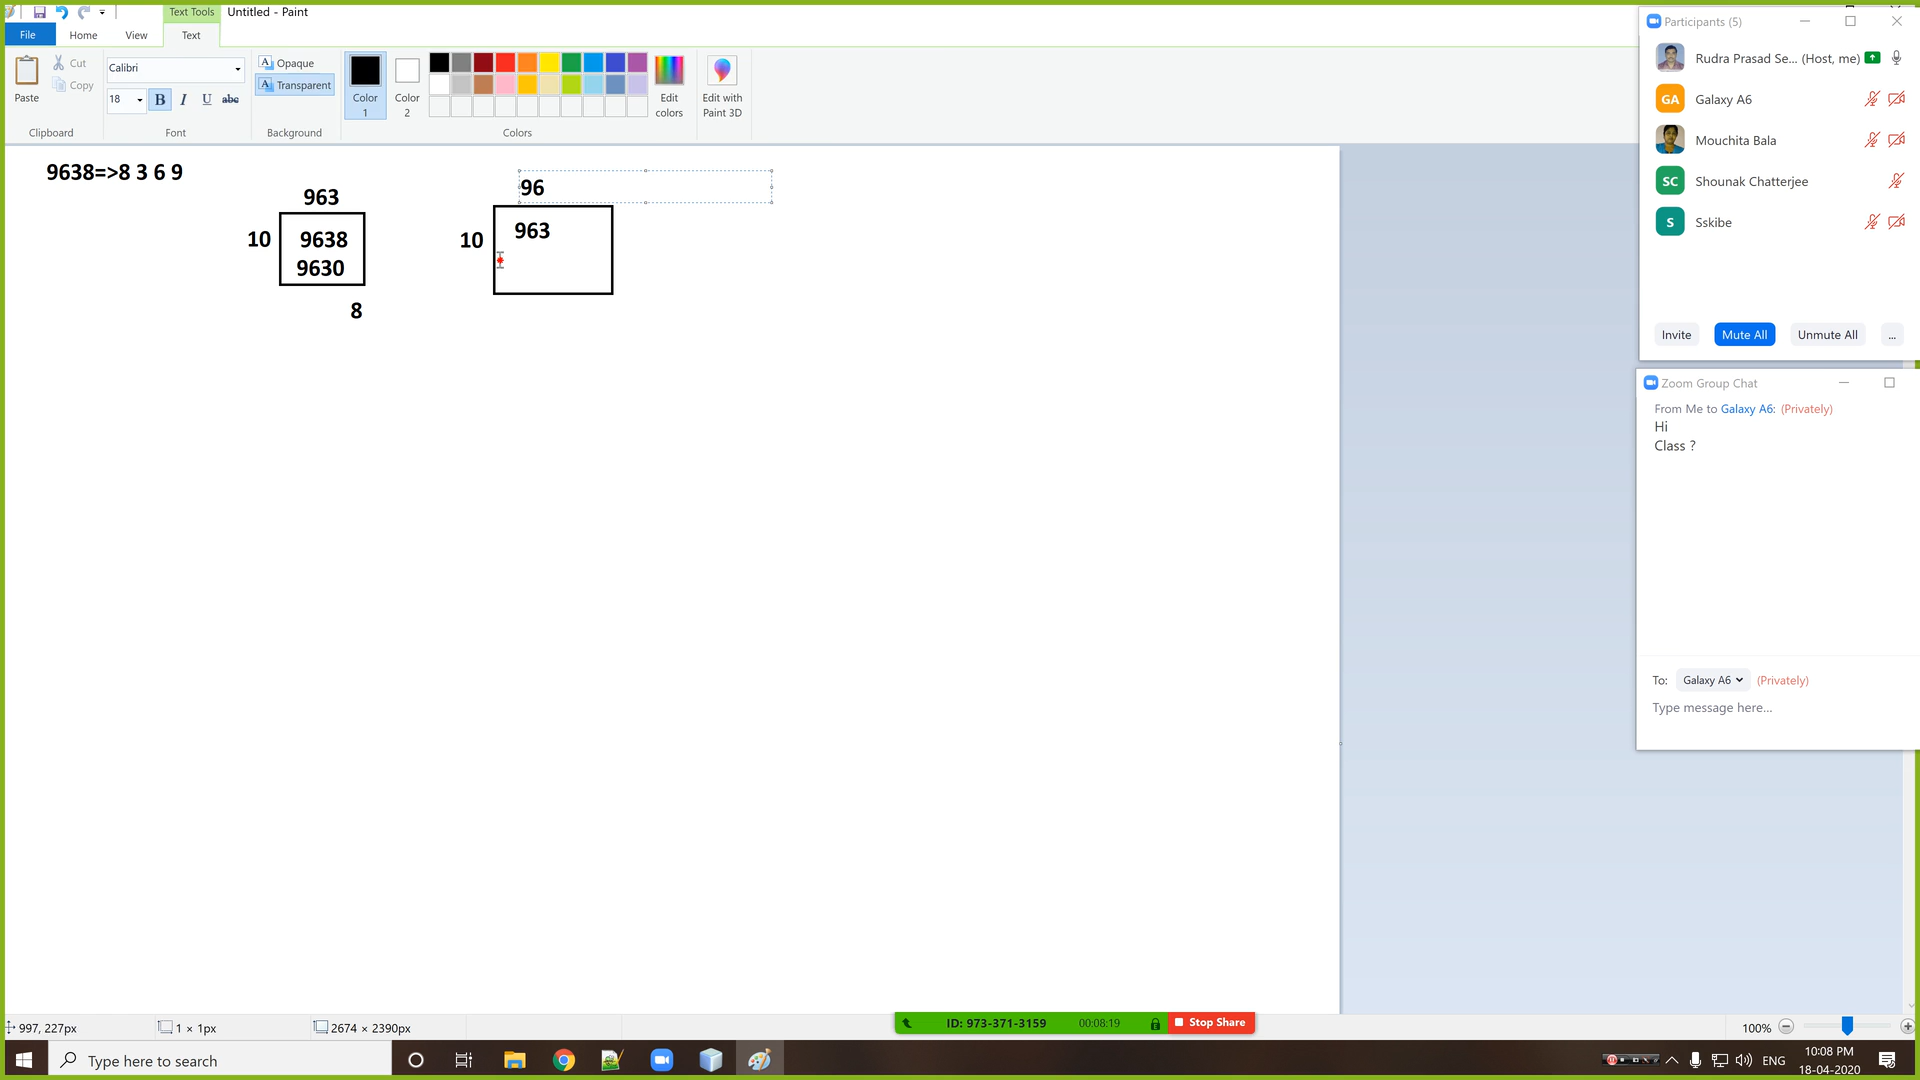 Text Tools
Untitled - Paint
File
Home
View
Text
Paste
Cut
Copy
Clipboard
Calibri
18
B I U abc
Font
Opaque
Transparent
Background
Color 1
Color 2
Edit colors
Colors
Edit with Paint 3D
9638=>8 3 6 9
963
10
9638
9630
8
96
10
963
Participants (5)
Rudra Prasad Se... (Host, me)
GA Galaxy A6
Mouchita Bala
SC Shounak Chatterjee
S Sskibe
Invite
Mute All
Unmute All
...
Zoom Group Chat
From Me to Galaxy A6: (Privately)
Hi
Class ?
To: Galaxy A6 (Privately)
Type message here...
997, 227px
1 × 1px
2674 × 2390px
ID: 973-371-3159
00:08:19
Stop Share
100%
Type here to search
ENG
10:08 PM
18-04-2020